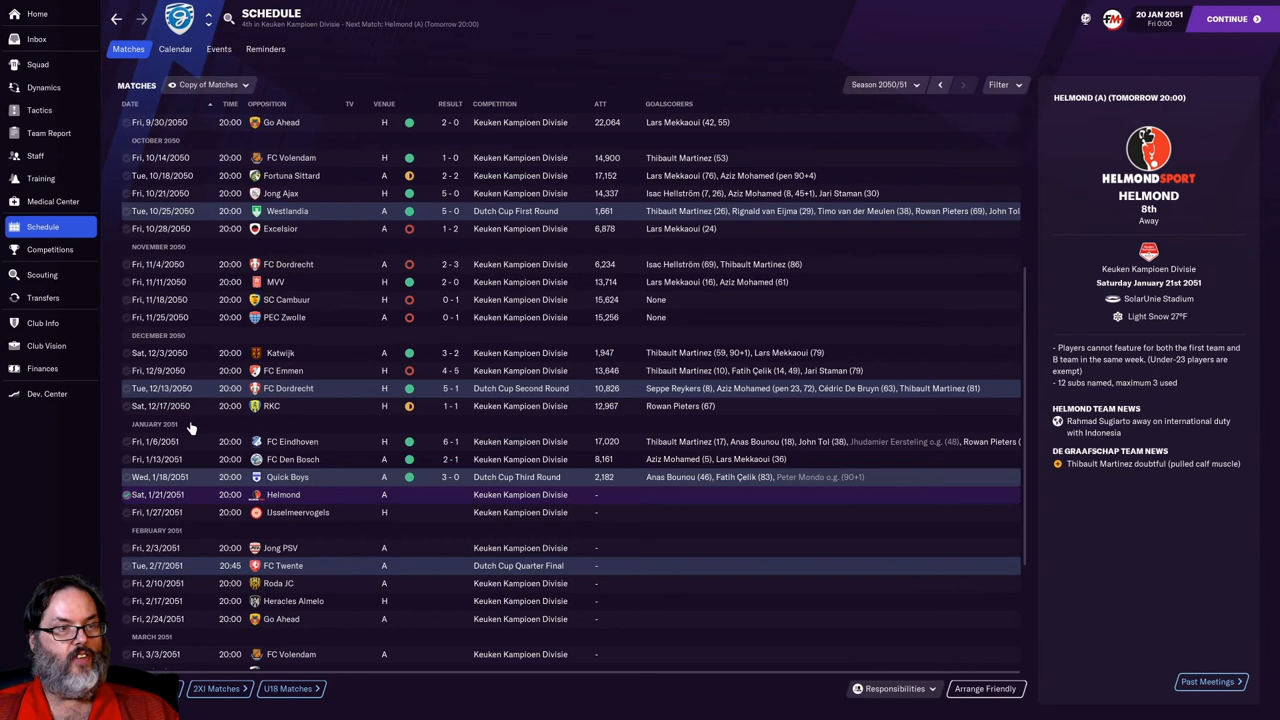 Home
Inbox
Squad
Dynamics
Tactics
Team Report
Staff
Training
Medical Center
Schedule
Competitions
Scouting
Transfers
Club Info
Club Vision
Finances
Dev. Center
SCHEDULE
4th in Keuken Kampioen Divisie - Next Match: Helmond (A) (Tomorrow 20:00)
FM
20 JAN 2051
Fri 0:00
CONTINUE
Matches Calendar Events Reminders
MATCHES Copy of Matches Season 2050/51 Filter
DATE TIME OPPOSITION TV VENUE RESULT COMPETITION ATT GOALSCORERS
Fri, 9/30/2050 20:00 Go Ahead H 2 - 0 Keuken Kampioen Divisie 22,064 Lars Mekkaoui (42, 55)
OCTOBER 2050
Fri, 10/14/2050 20:00 FC Volendam H 1 - 0 Keuken Kampioen Divisie 14,900 Thibault Martinez (53)
Tue, 10/18/2050 20:00 Fortuna Sittard A 2 - 2 Keuken Kampioen Divisie 17,152 Lars Mekkaoui (76), Aziz Mohamed (pen 90+4)
Fri, 10/21/2050 20:00 Jong Ajax H 5 - 0 Keuken Kampioen Divisie 14,337 Isac Hellström (7, 26), Aziz Mohamed (8, 45+1), Jari Staman (30)
Tue, 10/25/2050 20:00 Westlandia A 5 - 0 Dutch Cup First Round 1,661 Thibault Martinez (26), Rignald van Eijma (29), Timo van der Meulen (38), Rowan Pieters (69), John Tol
Fri, 10/28/2050 20:00 Excelsior A 1 - 2 Keuken Kampioen Divisie 6,878 Lars Mekkaoui (24)
NOVEMBER 2050
Fri, 11/4/2050 20:00 FC Dordrecht A 2 - 3 Keuken Kampioen Divisie 6,234 Isac Hellström (69), Thibault Martinez (86)
Fri, 11/11/2050 20:00 MVV H 2 - 0 Keuken Kampioen Divisie 13,714 Lars Mekkaoui (16), Aziz Mohamed (61)
Fri, 11/18/2050 20:00 SC Cambuur H 0 - 1 Keuken Kampioen Divisie 15,624 None
Fri, 11/25/2050 20:00 PEC Zwolle A 0 - 1 Keuken Kampioen Divisie 15,256 None
DECEMBER 2050
Sat, 12/3/2050 20:00 Katwijk A 3 - 2 Keuken Kampioen Divisie 1,947 Thibault Martinez (59, 90+1), Lars Mekkaoui (79)
Fri, 12/9/2050 20:00 FC Emmen H 4 - 5 Keuken Kampioen Divisie 13,646 Thibault Martinez (10), Fatih Çelik (14, 49), Jari Staman (79)
Tue, 12/13/2050 20:00 FC Dordrecht H 5 - 1 Dutch Cup Second Round 10,826 Seppe Reykers (8), Aziz Mohamed (pen 23, 72), Cédric De Bruyn (63), Thibault Martinez (81)
Sat, 12/17/2050 20:00 RKC H 1 - 1 Keuken Kampioen Divisie 12,967 Rowan Pieters (67)
JANUARY 2051
Fri, 1/6/2051 20:00 FC Eindhoven H 6 - 1 Keuken Kampioen Divisie 17,020 Thibault Martinez (17), Anas Bounou (18), John Tol (38), Jhudamier Eersteling o.g. (48), Rowan Pieters (
Fri, 1/13/2051 20:00 FC Den Bosch A 2 - 1 Keuken Kampioen Divisie 8,161 Aziz Mohamed (5), Lars Mekkaoui (36)
Wed, 1/18/2051 20:00 Quick Boys A 3 - 0 Dutch Cup Third Round 2,182 Anas Bounou (46), Fatih Çelik (83), Peter Mondo o.g. (90+1)
Sat, 1/21/2051 20:00 Helmond A Keuken Kampioen Divisie -
Fri, 1/27/2051 20:00 IJsselmeervogels H Keuken Kampioen Divisie -
FEBRUARY 2051
Fri, 2/3/2051 20:00 Jong PSV A Keuken Kampioen Divisie -
Tue, 2/7/2051 20:45 FC Twente A Dutch Cup Quarter Final -
Fri, 2/10/2051 20:00 Roda JC A Keuken Kampioen Divisie -
Fri, 2/17/2051 20:00 Heracles Almelo H Keuken Kampioen Divisie -
Fri, 2/24/2051 20:00 Go Ahead A Keuken Kampioen Divisie -
MARCH 2051
Fri, 3/3/2051 20:00 FC Volendam A Keuken Kampioen Divisie -
2XI Matches U18 Matches Responsibilities Arrange Friendly
HELMOND (A) (TOMORROW 20:00)
HELMONDSPORT
HELMOND
8th
Away
Keuken Kampioen Divisie
Saturday January 21st 2051
SolarUnie Stadium
Light Snow 27°F
- Players cannot feature for both the first team and
B team in the same week. (Under-23 players are
exempt)
- 12 subs named, maximum 3 used
HELMOND TEAM NEWS
Rahmad Sugiarto away on international duty
with Indonesia
DE GRAAFSCHAP TEAM NEWS
Thibault Martinez doubtful (pulled calf muscle)
Past Meetings